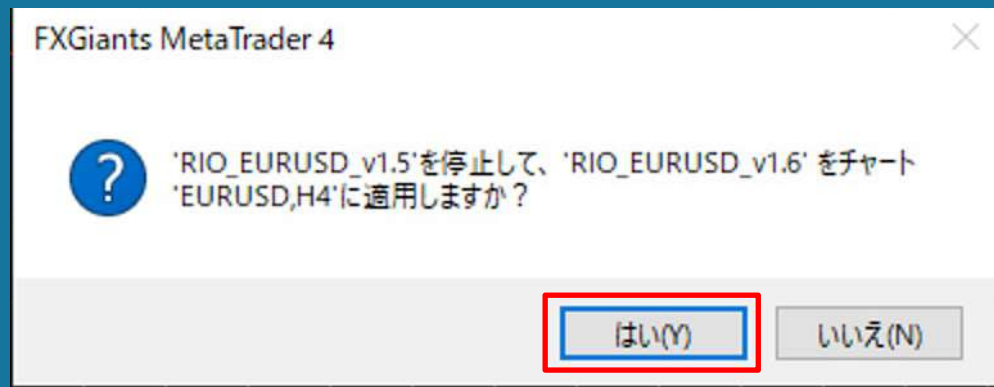 FXGiants MetaTrader 4
?
'RIO_EURUSD_v1.5'を停止して、'RIO_EURUSD_v1.6' をチャート
'EURUSD,H4'に適用しますか？
はい(Y)
いいえ(N)